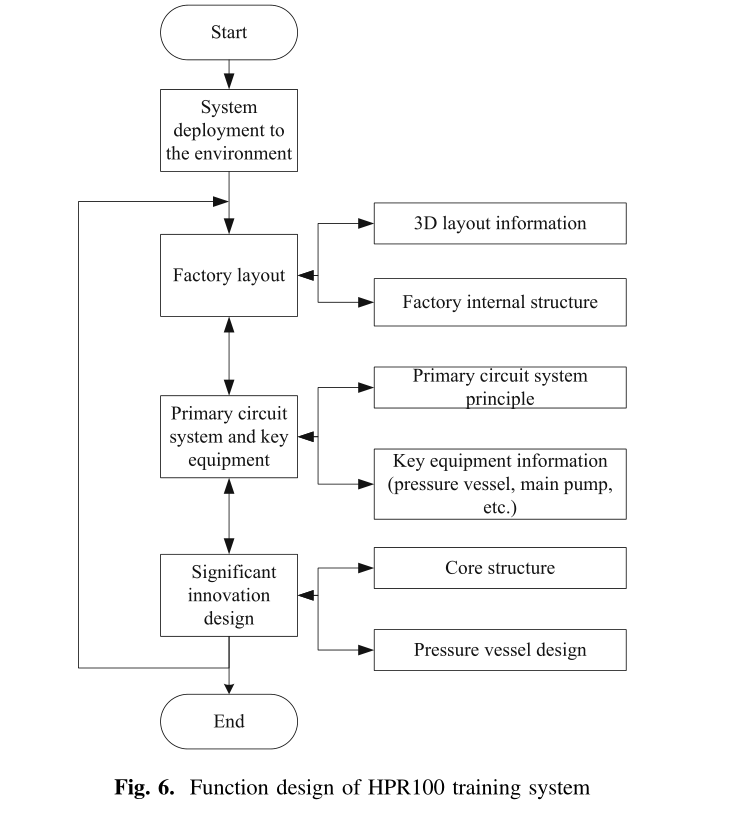 Start
System
deployment to
the environment
3D layout information
Factory layout
Factory internal structure
Primary circuit system
principle
Primary circuit
system and key
equipment
Key equipment information
(pressure vessel, main pump,
etc.)
Core structure
Significant
innovation
design
Pressure vessel design
End
Fig. 6. Function design of HPR100 training system